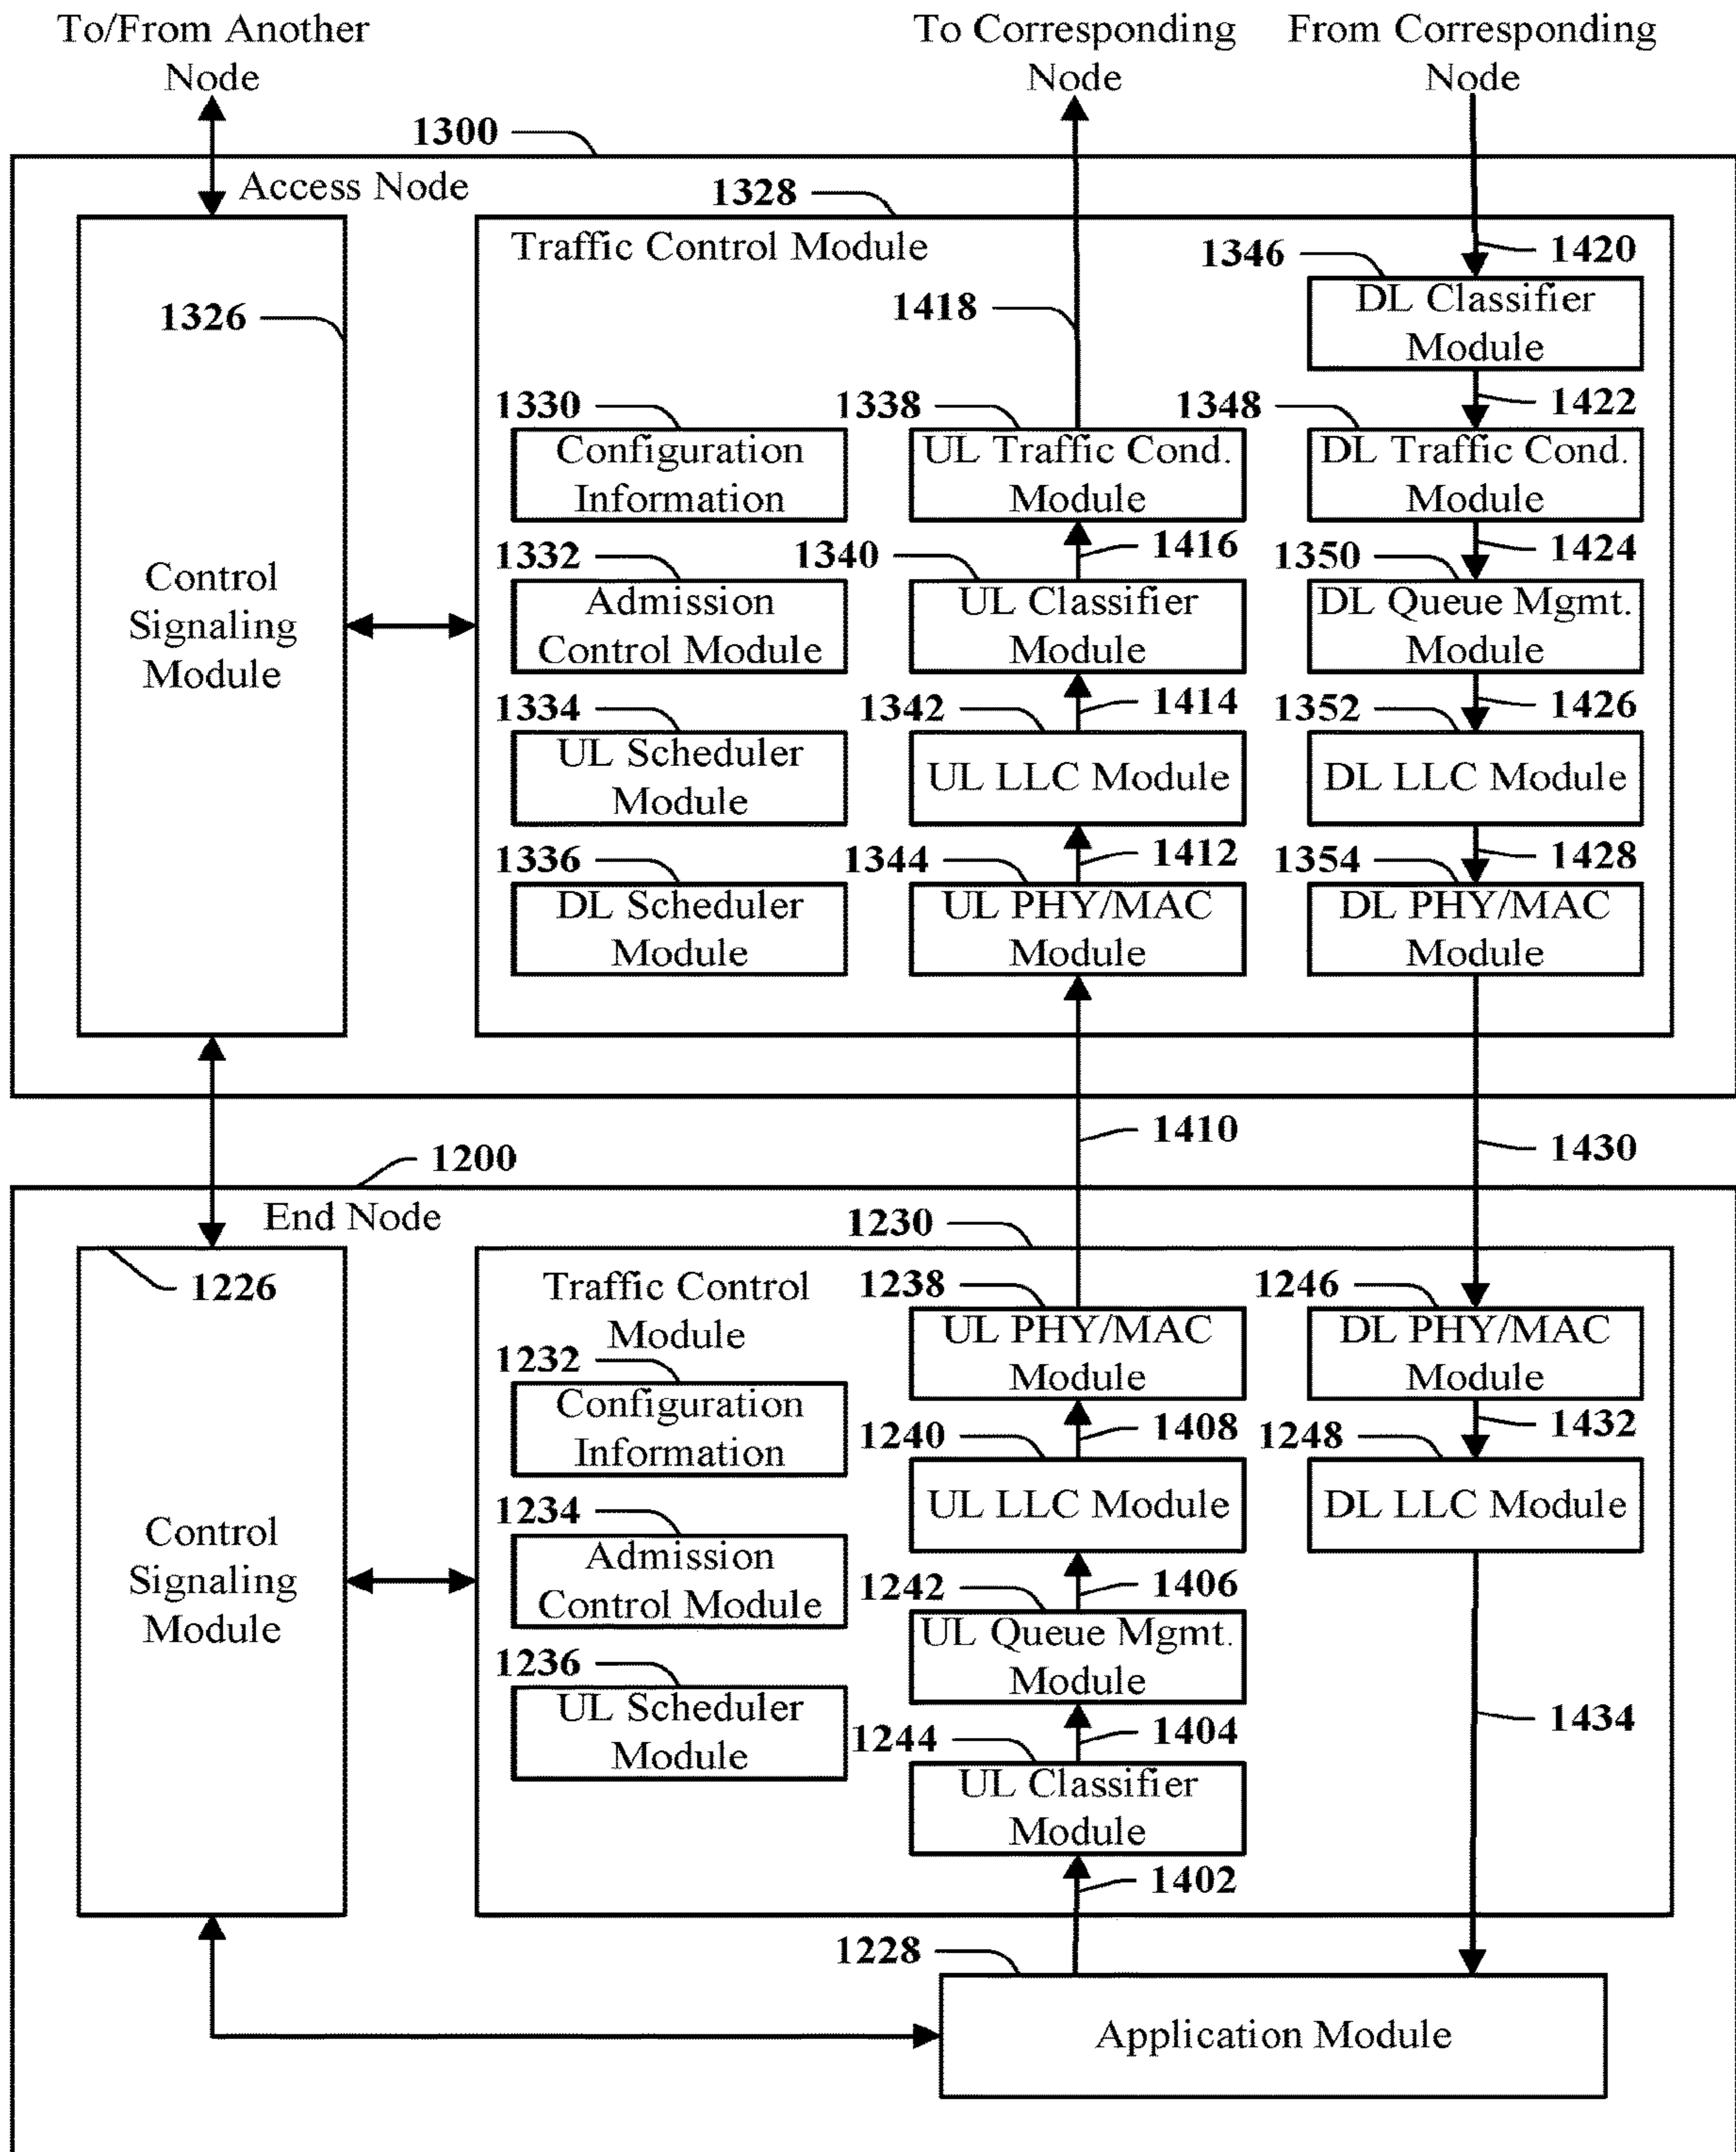 To/From Another
Node
To Corresponding
Node
From Corresponding
Node
1300
Access Node
1328
Traffic Control Module
1326
Control
Signaling
Module
1418
1346
1420
DL Classifier
Module
1330
Configuration
Information
1338
UL Traffic Cond.
Module
1348
1422
DL Traffic Cond.
Module
1332
Admission
Control Module
1340
1416
UL Classifier
Module
1350
1424
DL Queue Mgmt.
Module
1334
UL Scheduler
Module
1342
1414
UL LLC Module
1352
1426
DL LLC Module
1336
DL Scheduler
Module
1344
1412
UL PHY/MAC
Module
1354
1428
DL PHY/MAC
Module
1410
1430
1200
End Node
1226
Control
Signaling
Module
1230
Traffic Control
Module
1232
Configuration
Information
1234
Admission
Control Module
1236
UL Scheduler
Module
1238
UL PHY/MAC
Module
1240
1408
UL LLC Module
1242
1406
UL Queue Mgmt.
Module
1244
1404
UL Classifier
Module
1402
1246
DL PHY/MAC
Module
1248
1432
DL LLC Module
1434
1228
Application Module